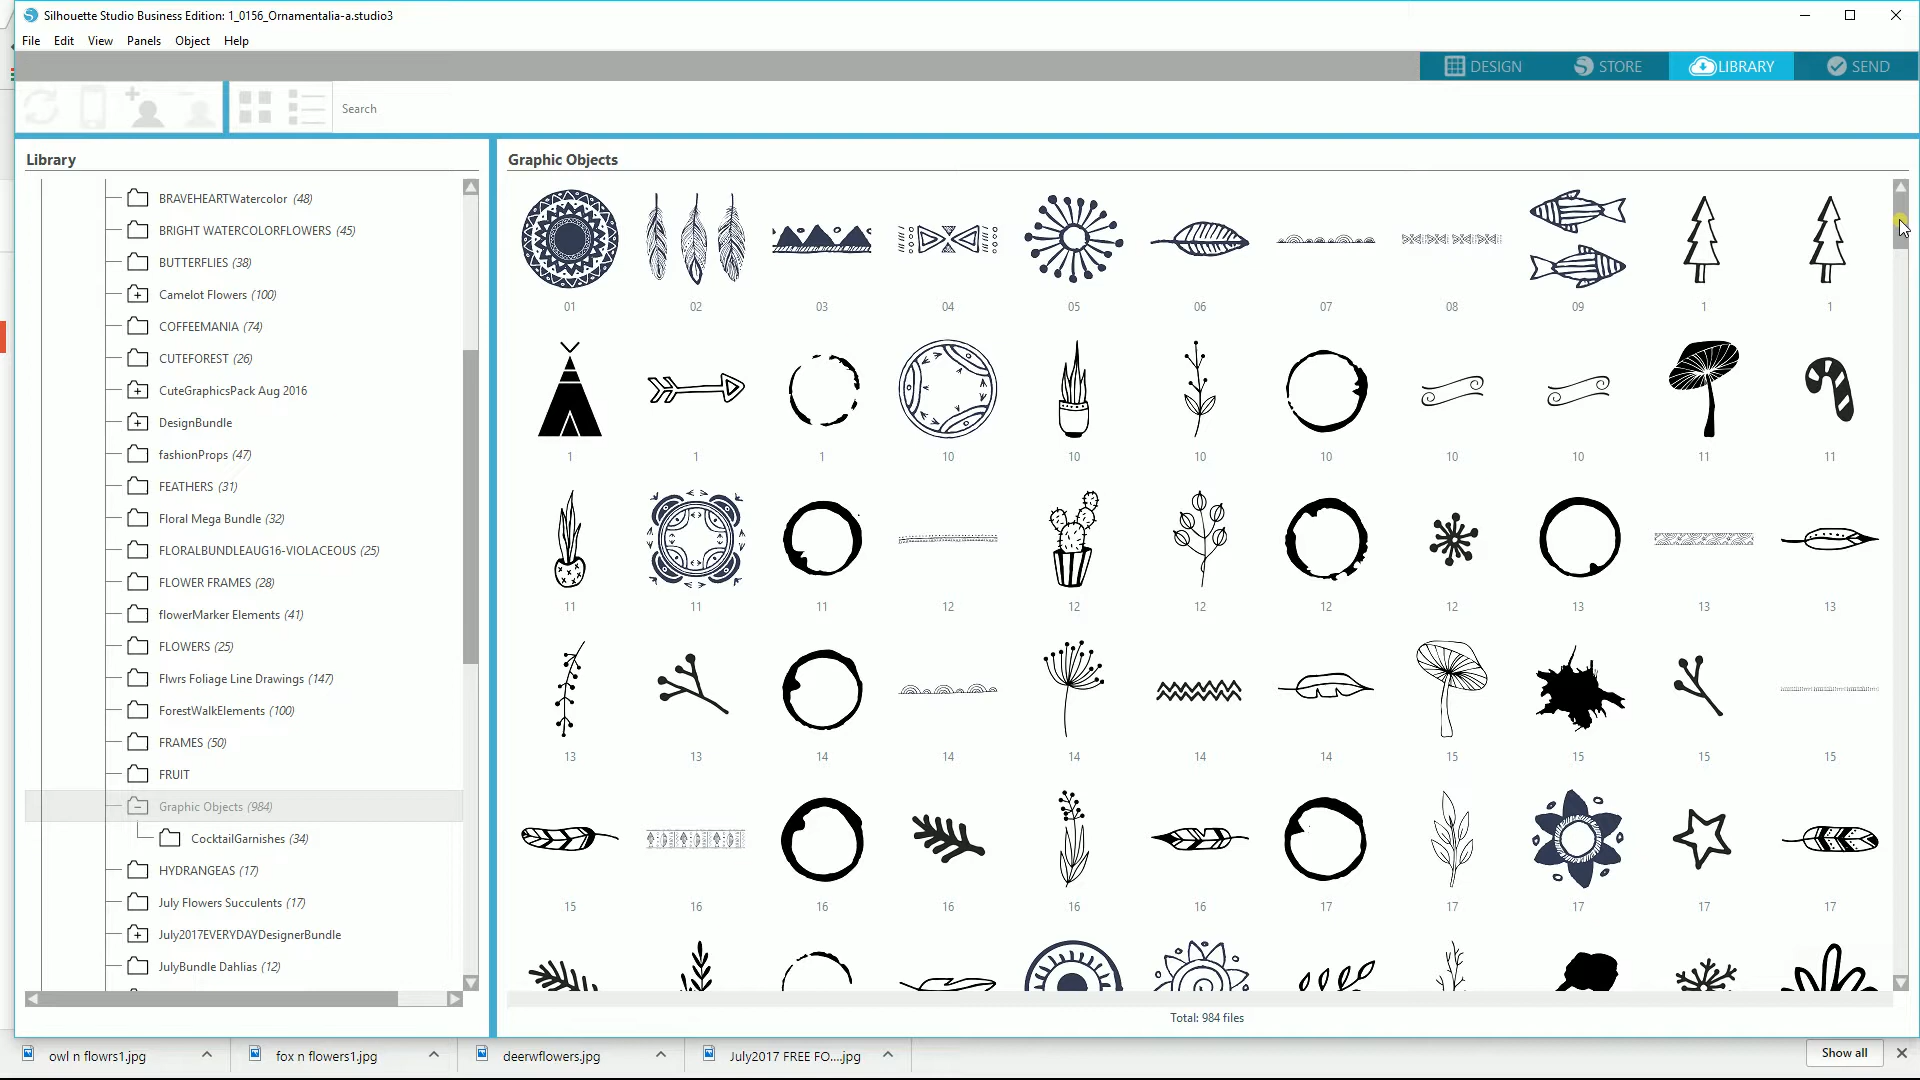 Silhouette Studio Business Edition: 1_0156_Ornamentalia-a.studio3
File Edit View Panels Object Help
DESIGN STORE LIBRARY SEND
Search
Library
BRAVEHEARTWatercolor (48)
BRIGHT WATERCOLORFLOWERS (45)
BUTTERFLIES (38)
Camelot Flowers (100)
COFFEEMANIA (74)
CUTEFOREST (26)
CuteGraphicsPack Aug 2016
DesignBundle
fashionProps (47)
FEATHERS (31)
Floral Mega Bundle (32)
FLORALBUNDLEAUG16-VIOLACEOUS (25)
FLOWER FRAMES (28)
flowerMarker Elements (41)
FLOWERS (25)
Flwrs Foliage Line Drawings (147)
ForestWalkElements (100)
FRAMES (50)
FRUIT
Graphic Objects (984)
CocktailGarnishes (34)
HYDRANGEAS (17)
July Flowers Succulents (17)
July2017EVERYDAYDesignerBundle
JulyBundle Dahlias (12)
Graphic Objects
01 02 03 04 05 06 07 08 09 1 1
1 1 1 10 10 10 10 10 10 11 11
11 11 11 12 12 12 12 12 13 13 13
13 13 14 14 14 14 14 15 15 15 15
15 16 16 16 16 16 17 17 17 17 17
Total: 984 files
owl n flowrs1.jpg fox n flowers1.jpg deerwflowers.jpg July2017 FREE FO....jpg Show all